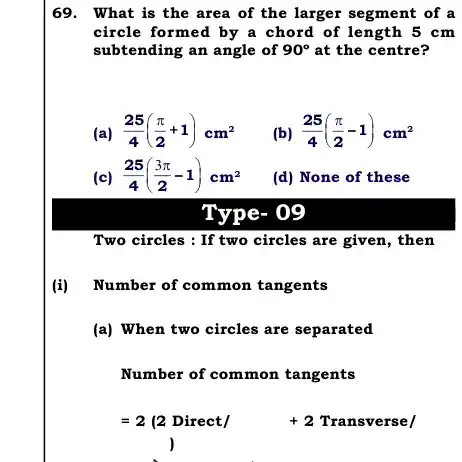 69. What is the area of the larger segment of a
circle formed by a chord of length 5 cm
subtending an angle of 90° at the centre?
(a) 25/4 (π/2 + 1) cm² (b) 25/4 (π/2 − 1) cm²
(c) 25/4 (3π/2 − 1) cm² (d) None of these
Type- 09
Two circles : If two circles are given, then
(i) Number of common tangents
(a) When two circles are separated
Number of common tangents
= 2 (2 Direct/ + 2 Transverse/
)